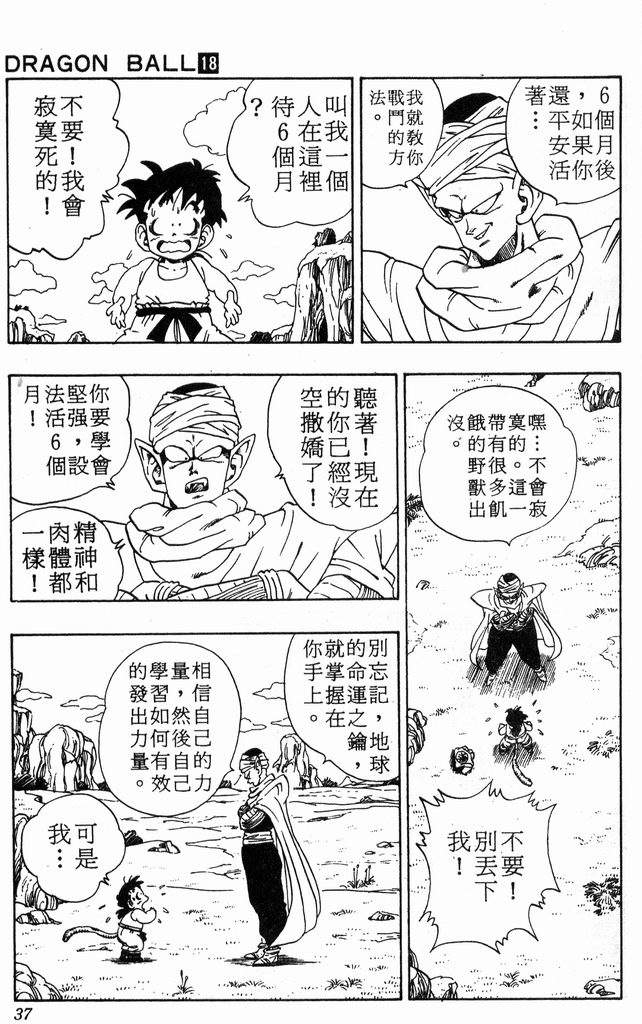 DRAGON BALL 18
6個月後
，如果你
還平安活
著…
我就教你
戰鬥的方
法。
叫我一個
人在這裡
待6個月
？
不要！我會
寂寞死的！
嘿…不會寂
寞的。這一
帶有很多飢
餓的野獸出
沒。
不要！
別丟下
我！
聽著！現在
的你已經沒
空撒嬌了！
你要學會
堅強，設
法活6個
月！
精神和
肉體都
一樣！
別忘記，地球
的命運之鑰，
就掌握在
你手上。
相信自己的力
量，然後自己
學習如何有效
的發出力量。
可是
我…
37